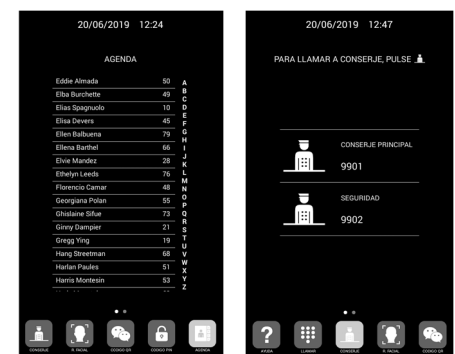 20/06/2019 12:24
AGENDA
Eddie Almada 50
Elba Burchette 49
Elias Spagnuolo 10
Elisa Devers 45
Ellen Balbuena 79
Ellena Barthel 66
Elvie Mandez 28
Ethelyn Leeds 76
Florencio Camar 48
Georgiana Polan 55
Ghislaine Sifue 73
Ginny Dampier 21
Gregg Ying 19
Hang Streetman 68
Harlan Paules 51
Harris Montesin 53
A
B
C
D
E
F
G
H
I
J
K
L
M
N
O
P
Q
R
S
T
U
V
W
X
Y
Z
CONSERJE
R. FACIAL
CODIGO QR
CODIGO PIN
AGENDA
20/06/2019 12:47
PARA LLAMAR A CONSERJE, PULSE
CONSERJE PRINCIPAL
9901
SEGURIDAD
9902
?
AYUDA
LLAMAR
CONSERJE
R. FACIAL
CODIGO QR